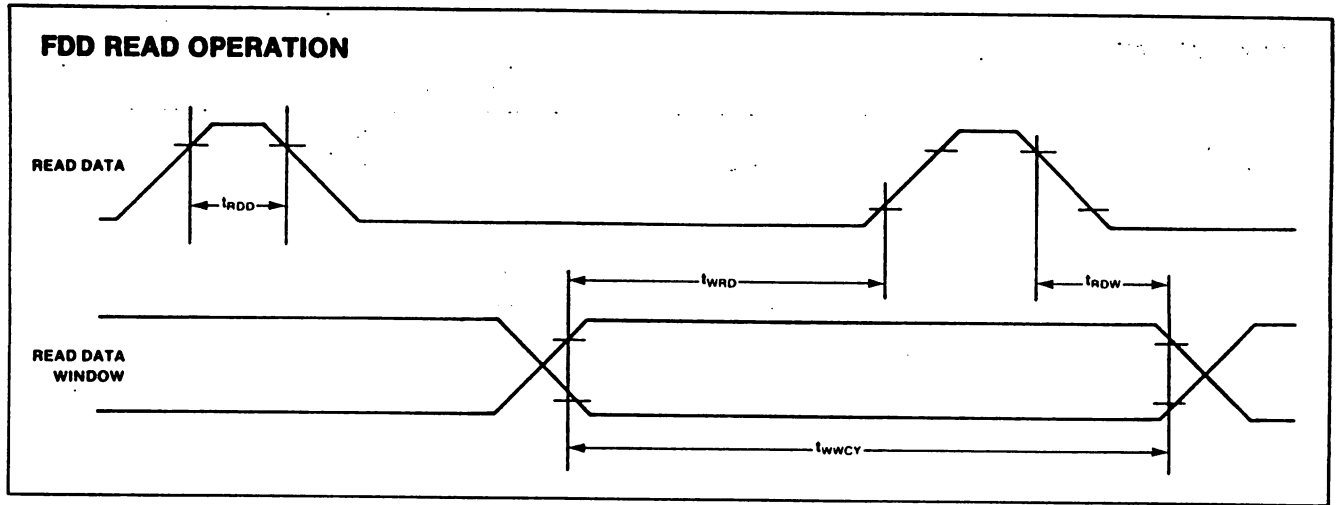 FDD READ OPERATION
READ DATA
tRDD
tWRD
tRDW
READ DATA
WINDOW
tWWCY